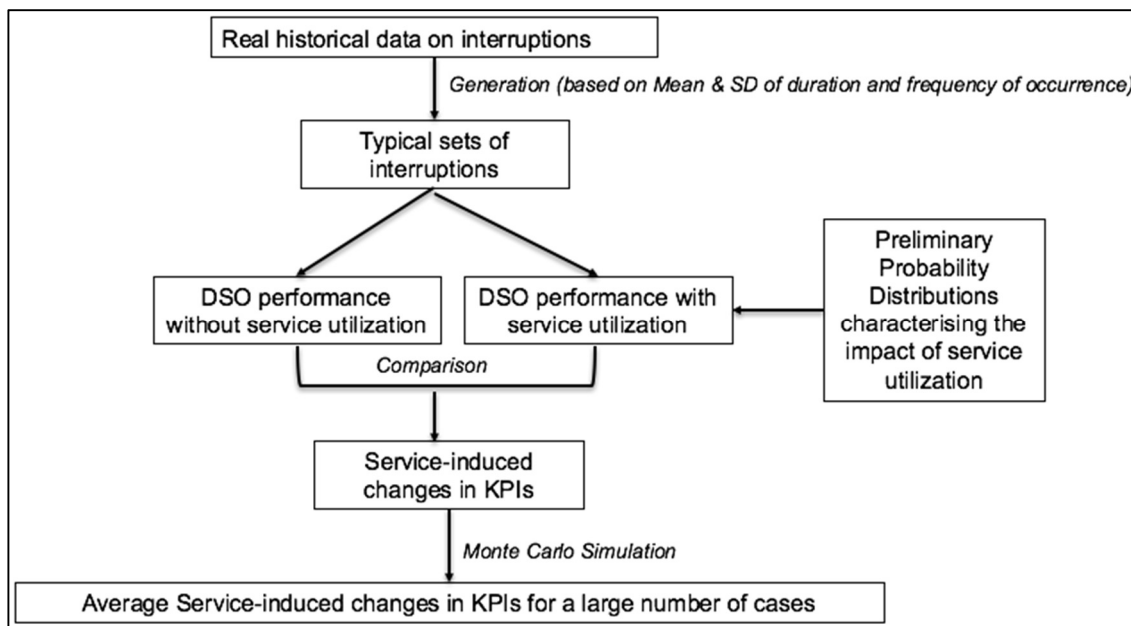 Real historical data on interruptions
Generation (based on Mean & SD of duration and frequency of occurrence)
Typical sets of
interruptions
DSO performance
without service utilization
DSO performance with
service utilization
Preliminary
Probability
Distributions
characterising the
impact of service
utilization
Comparison
Service-induced
changes in KPIs
Monte Carlo Simulation
Average Service-induced changes in KPIs for a large number of cases